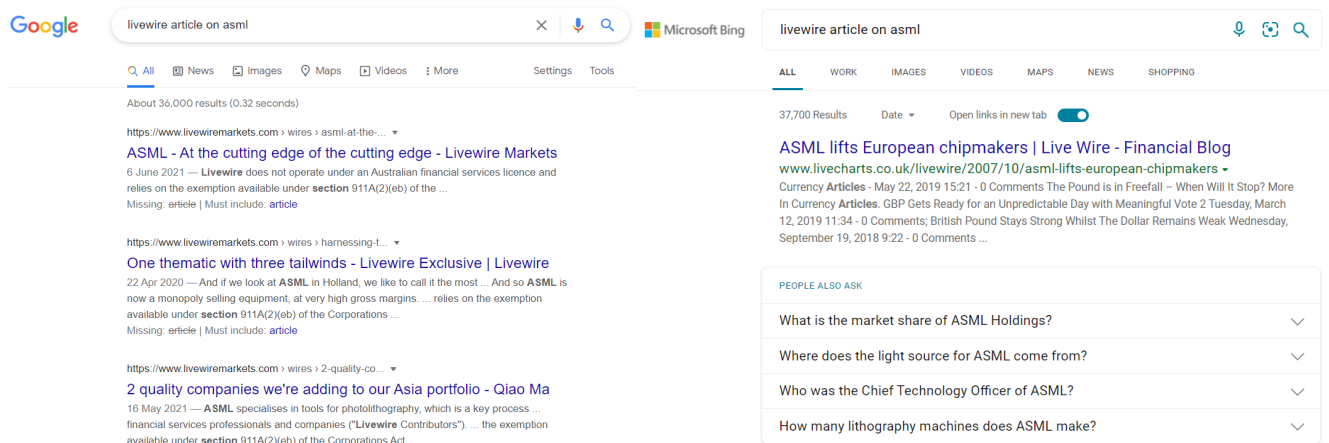 Google
livewire article on asml
All News Images Maps Videos More Settings Tools
About 36,000 results (0.32 seconds)
https://www.livewiremarkets.com › wires › asml-at-the-...
ASML - At the cutting edge of the cutting edge - Livewire Markets
6 June 2021 — Livewire does not operate under an Australian financial services licence and
relies on the exemption available under section 911A(2)(eb) of the ...
Missing: article | Must include: article
https://www.livewiremarkets.com › wires › harnessing-t...
One thematic with three tailwinds - Livewire Exclusive | Livewire
22 Apr 2020 — And if we look at ASML in Holland, we like to call it the most ... And so ASML is
now a monopoly selling equipment, at very high gross margins. ... relies on the exemption
available under section 911A(2)(eb) of the Corporations ...
Missing: article | Must include: article
https://www.livewiremarkets.com › wires › 2-quality-co...
2 quality companies we're adding to our Asia portfolio - Qiao Ma
16 May 2021 — ASML specialises in tools for photolithography, which is a key process ...
financial services professionals and companies ("Livewire Contributors"). ... the exemption
available under section 911A(2)(eb) of the Corporations Act
Microsoft Bing
livewire article on asml
ALL WORK IMAGES VIDEOS MAPS NEWS SHOPPING
37,700 Results Date Open links in new tab
ASML lifts European chipmakers | Live Wire - Financial Blog
www.livecharts.co.uk/livewire/2007/10/asml-lifts-european-chipmakers
Currency Articles - May 22, 2019 15:21 - 0 Comments The Pound is in Freefall – When Will It Stop? More
In Currency Articles. GBP Gets Ready for an Unpredictable Day with Meaningful Vote 2 Tuesday, March
12, 2019 11:34 - 0 Comments; British Pound Stays Strong Whilst The Dollar Remains Weak Wednesday,
September 19, 2018 9:22 - 0 Comments ...
PEOPLE ALSO ASK
What is the market share of ASML Holdings?
Where does the light source for ASML come from?
Who was the Chief Technology Officer of ASML?
How many lithography machines does ASML make?